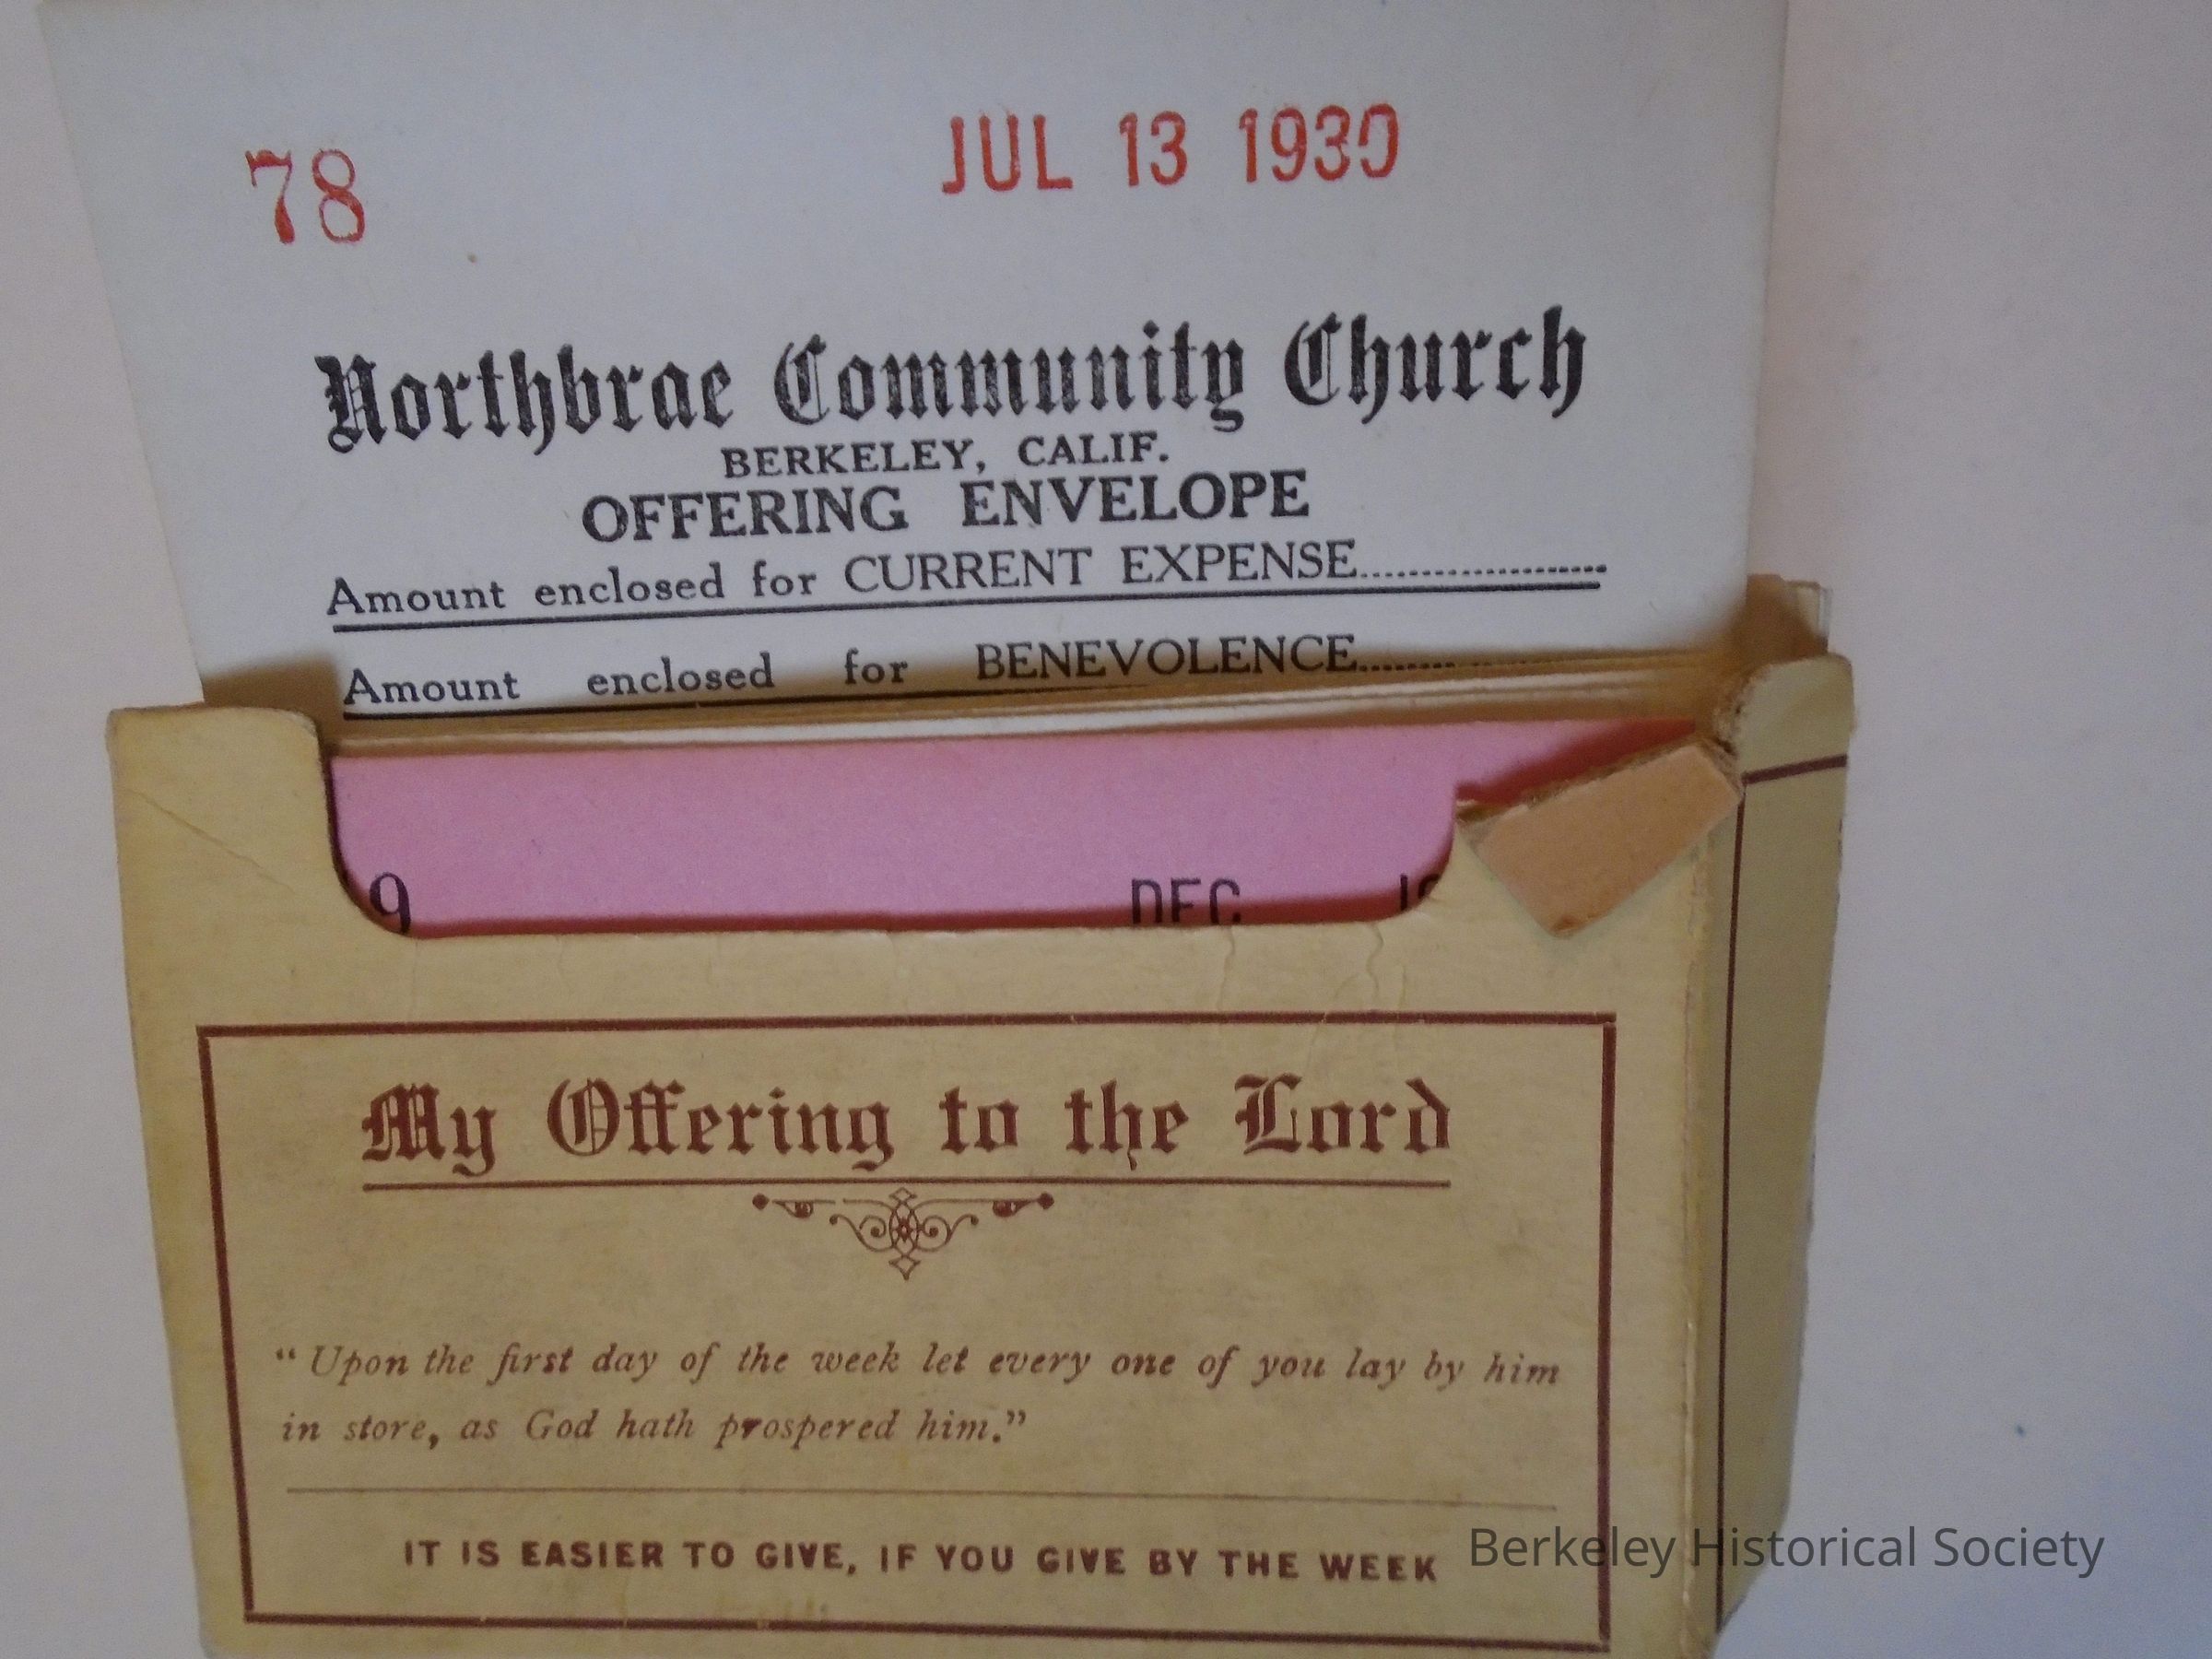 78 JUL 13 1930
Northbrae Community Church
BERKELEY, CALIF.
OFFERING ENVELOPE
Amount enclosed for CURRENT EXPENSE....................
Amount enclosed for BENEVOLENCE..............
9 DEC
My Offering to the Lord
“Upon the first day of the week let every one of you lay by him
in store, as God hath prospered him.”
IT IS EASIER TO GIVE, IF YOU GIVE BY THE WEEK
Berkeley Historical Society